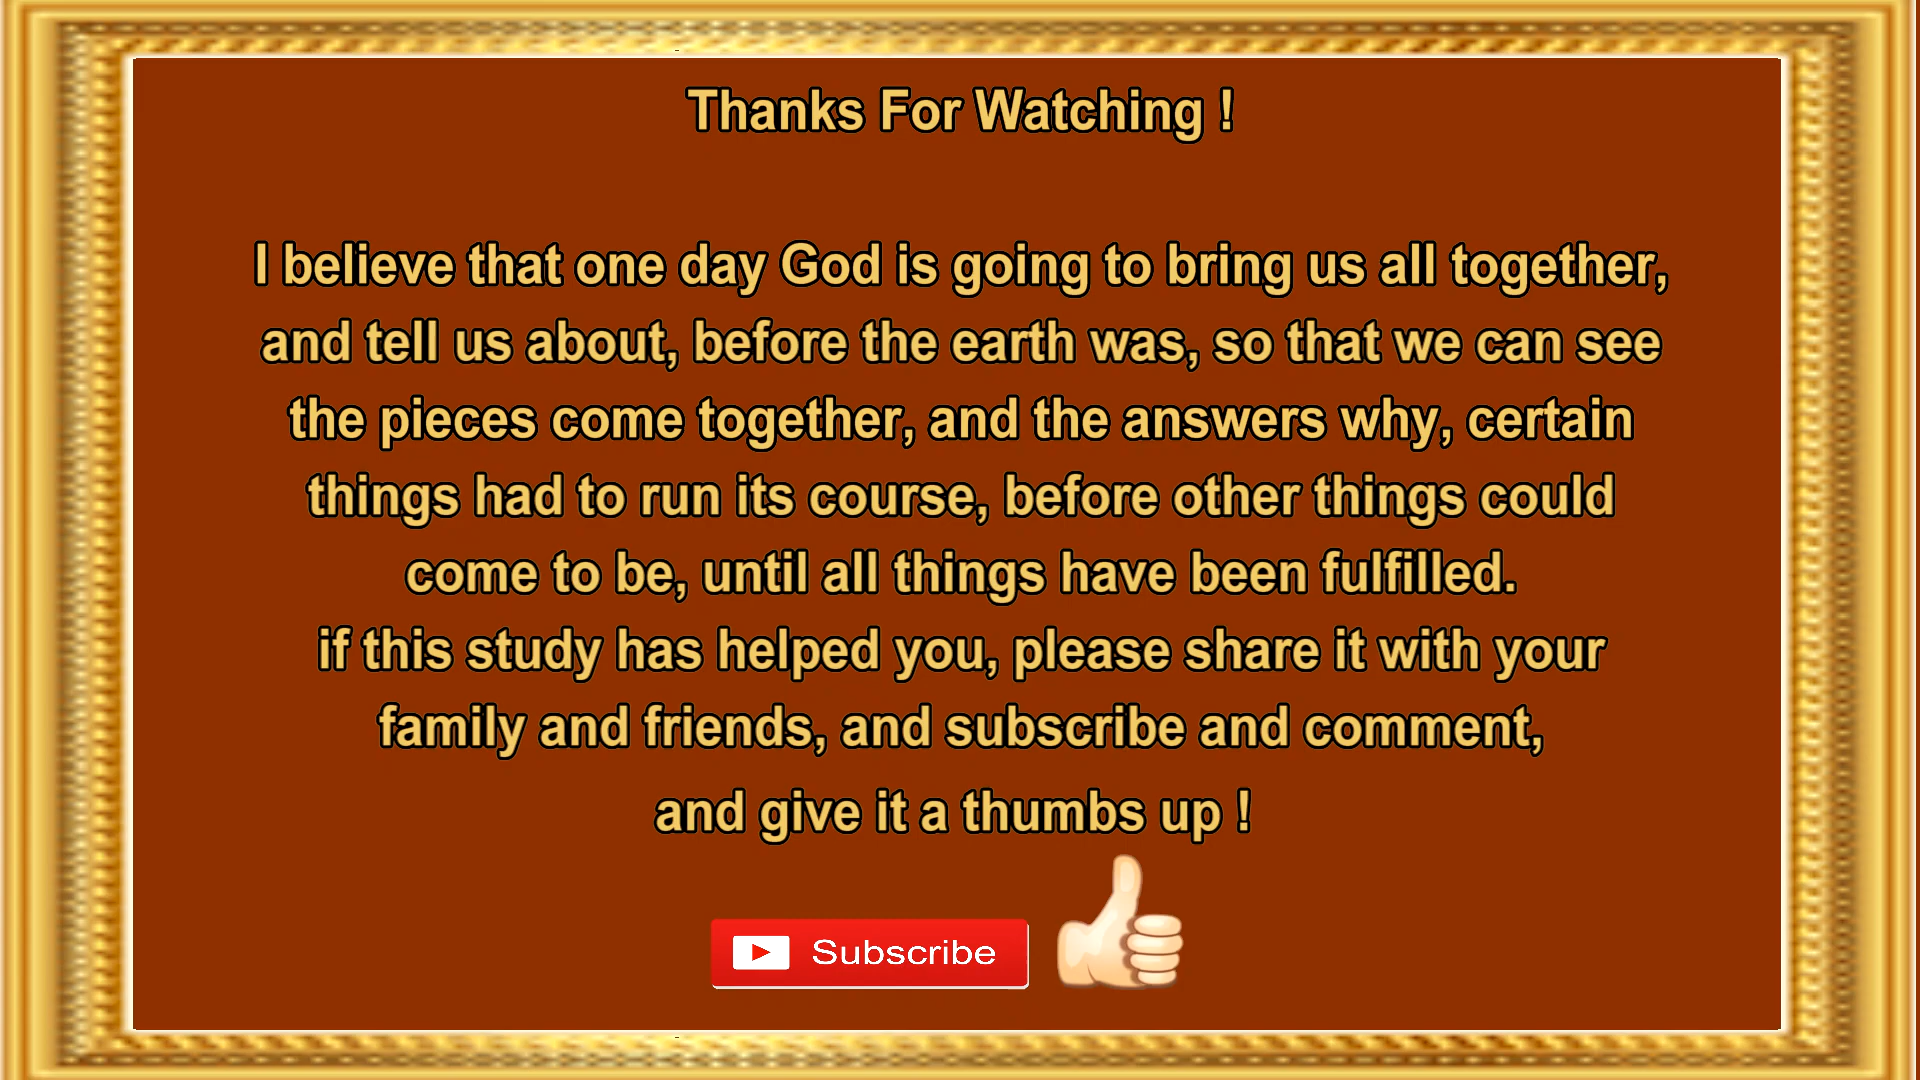 Thanks For Watching !
I believe that one day God is going to bring us all together,
and tell us about, before the earth was, so that we can see
the pieces come together, and the answers why, certain
things had to run its course, before other things could
come to be, until all things have been fulfilled.
if this study has helped you, please share it with your
family and friends, and subscribe and comment,
and give it a thumbs up !
Subscribe